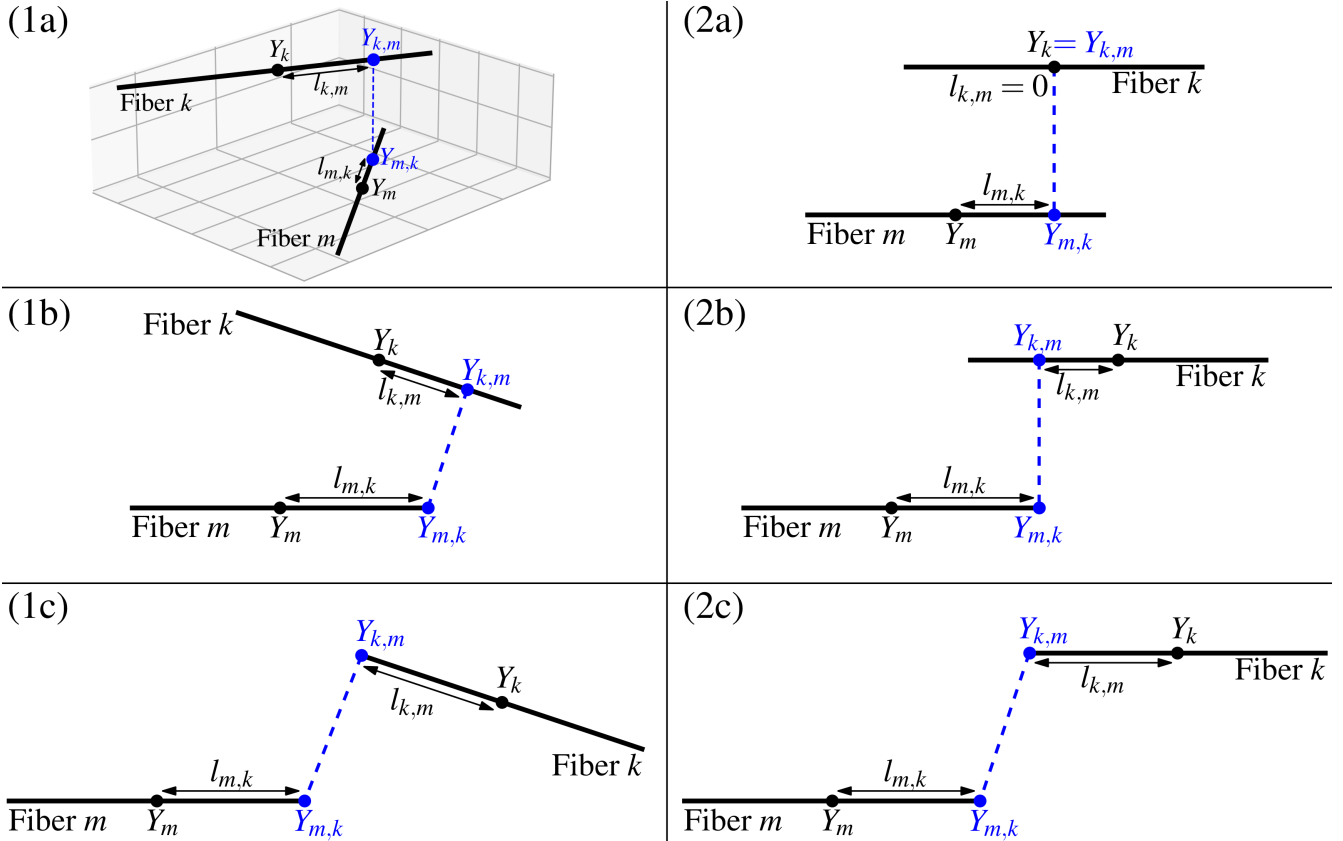 (1a)
Y_k
Y_{k,m}
l_{k,m}
Fiber k
l_{m,k}
Y_{m,k}
Y_m
Fiber m
(2a)
Y_k = Y_{k,m}
l_{k,m} = 0
Fiber k
l_{m,k}
Fiber m
Y_m
Y_{m,k}
(1b)
Fiber k
Y_k
Y_{k,m}
l_{k,m}
l_{m,k}
Fiber m
Y_m
Y_{m,k}
(2b)
Y_{k,m}
Y_k
l_{k,m}
Fiber k
l_{m,k}
Fiber m
Y_m
Y_{m,k}
(1c)
Y_{k,m}
Y_k
l_{k,m}
Fiber k
l_{m,k}
Fiber m
Y_m
Y_{m,k}
(2c)
Y_{k,m}
Y_k
l_{k,m}
Fiber k
l_{m,k}
Fiber m
Y_m
Y_{m,k}